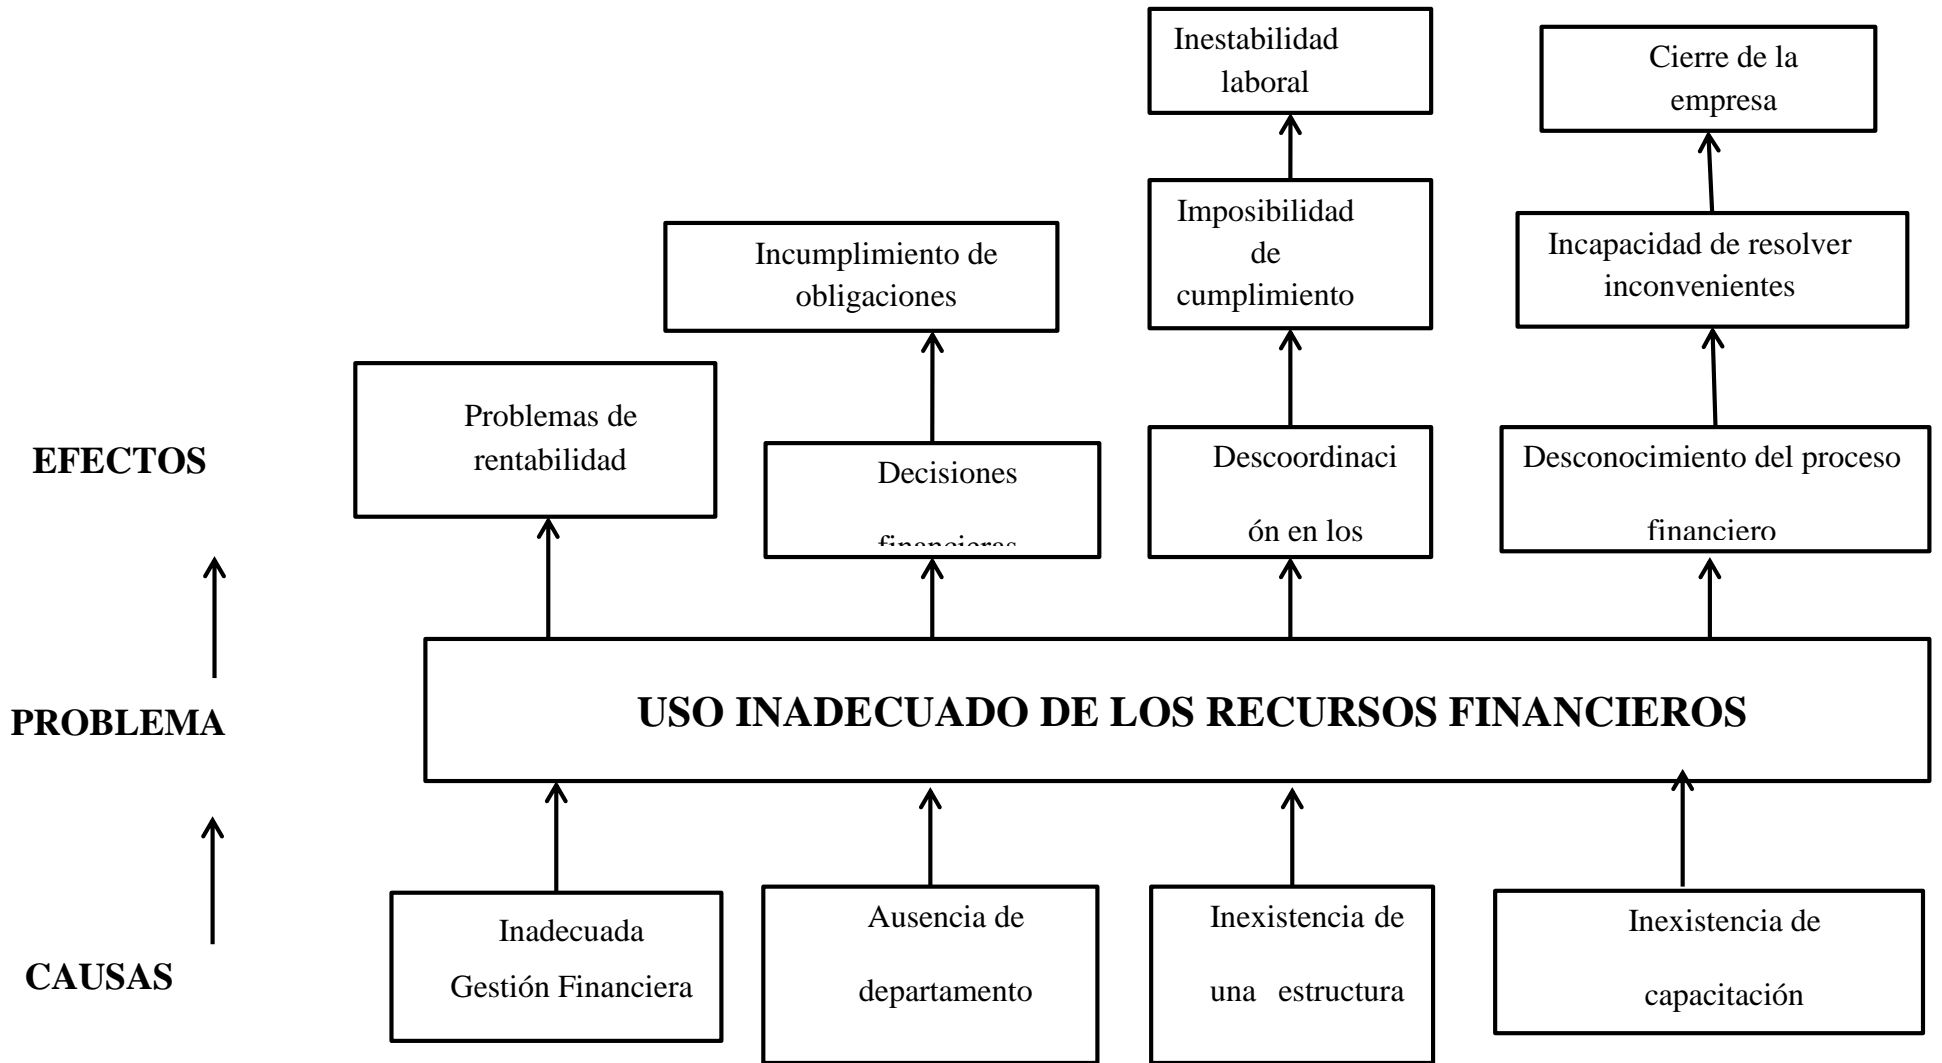 Inestabilidad
laboral
Cierre de la
empresa
Imposibilidad
de
cumplimiento
Incumplimiento de
obligaciones
Incapacidad de resolver
inconvenientes
Problemas de
rentabilidad
EFECTOS
Decisiones
financieras
Descoordinaci
ón en los
Desconocimiento del proceso
financiero
PROBLEMA
USO INADECUADO DE LOS RECURSOS FINANCIEROS
CAUSAS
Inadecuada
Gestión Financiera
Ausencia de
departamento
Inexistencia de
una estructura
Inexistencia de
capacitación